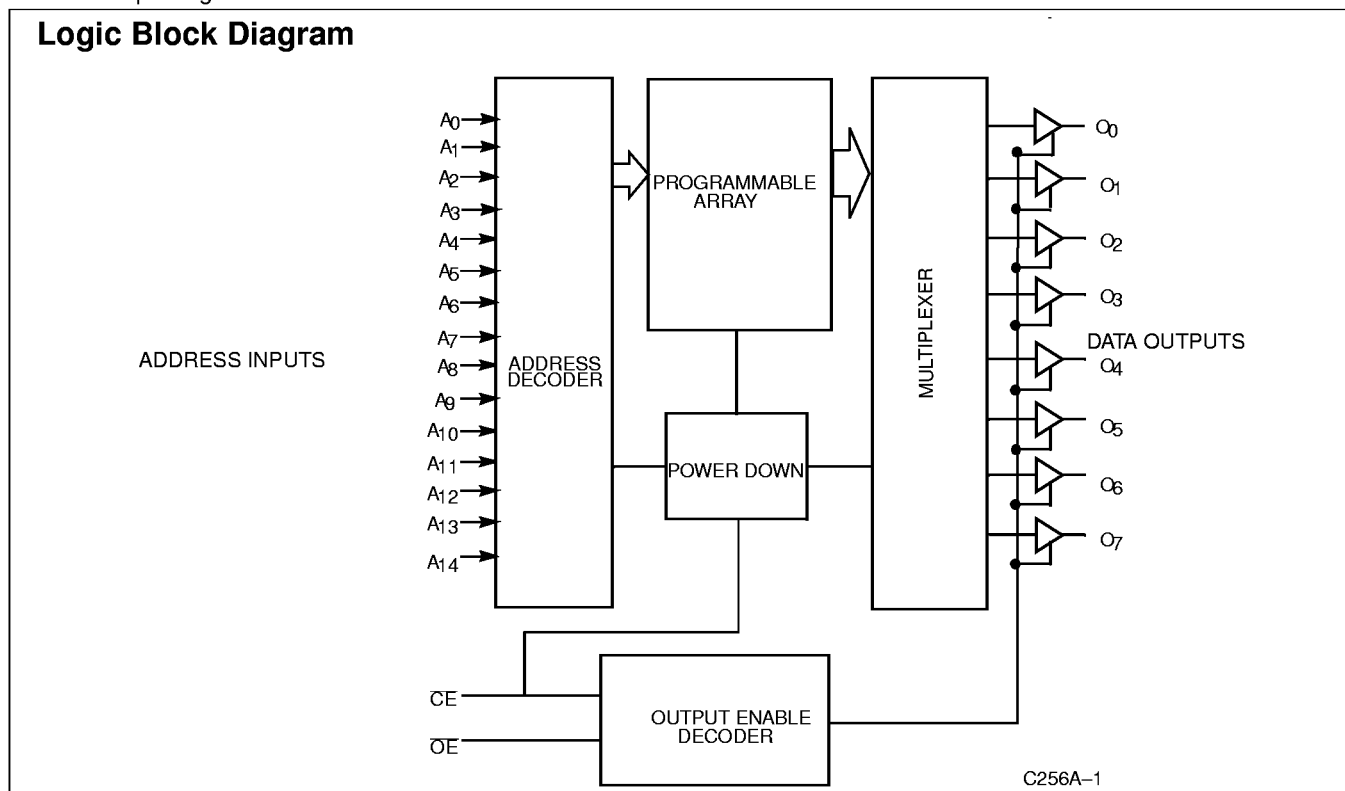 Logic Block Diagram
A0
A1
A2
A3
A4
A5
A6
A7
A8
A9
A10
A11
A12
A13
A14
ADDRESS INPUTS
ADDRESS
DECODER
PROGRAMMABLE
ARRAY
POWER DOWN
MULTIPLEXER
O0
O1
O2
O3
DATA OUTPUTS
O4
O5
O6
O7
CE
OE
OUTPUT ENABLE
DECODER
C256A–1